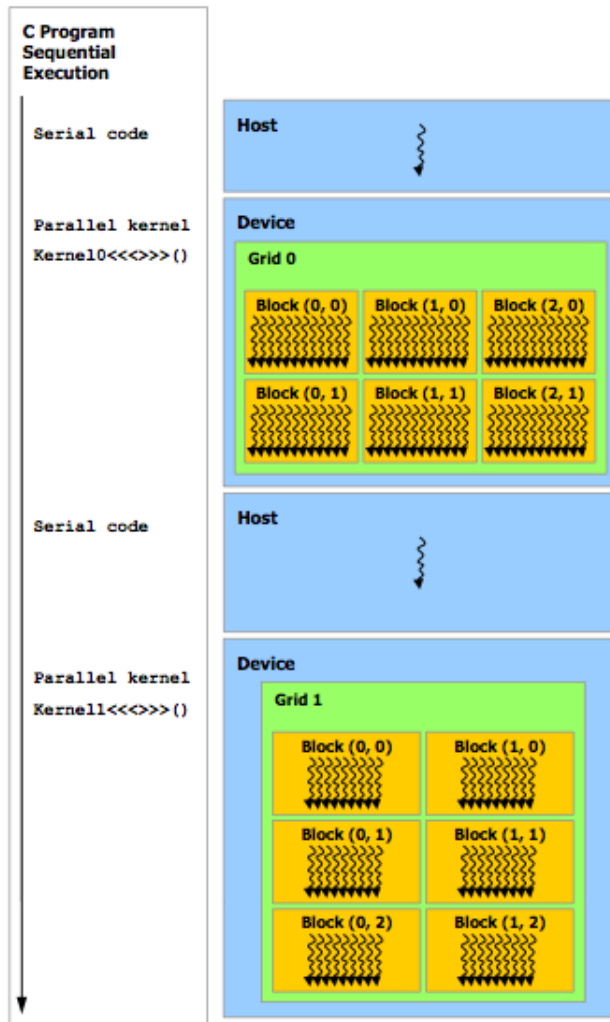 C Program
Sequential
Execution
Serial code
Host
Parallel kernel
Kernel0<<<>>>()
Device
Grid 0
Block (0, 0)
Block (1, 0)
Block (2, 0)
Block (0, 1)
Block (1, 1)
Block (2, 1)
Serial code
Host
Parallel kernel
Kernel1<<<>>>()
Device
Grid 1
Block (0, 0)
Block (1, 0)
Block (0, 1)
Block (1, 1)
Block (0, 2)
Block (1, 2)